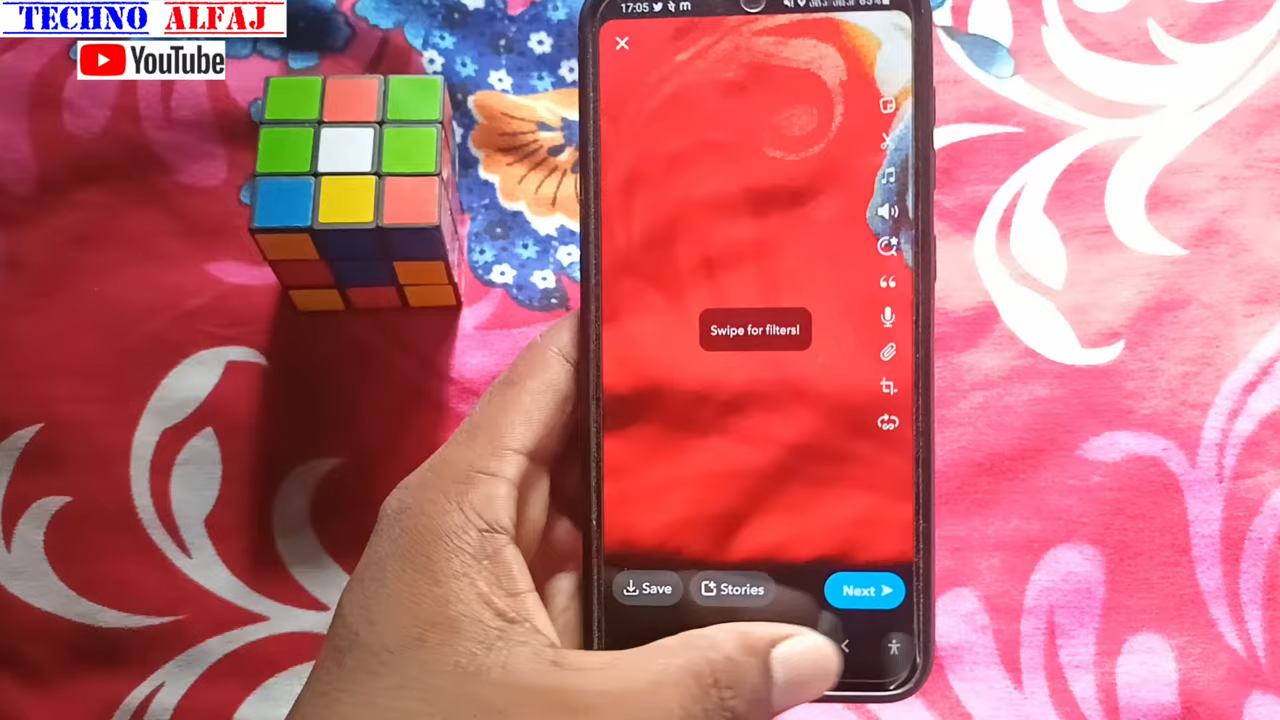 TECHNO ALFAJ
YouTube
17:05
Swipe for filters!
Save
Stories
Next